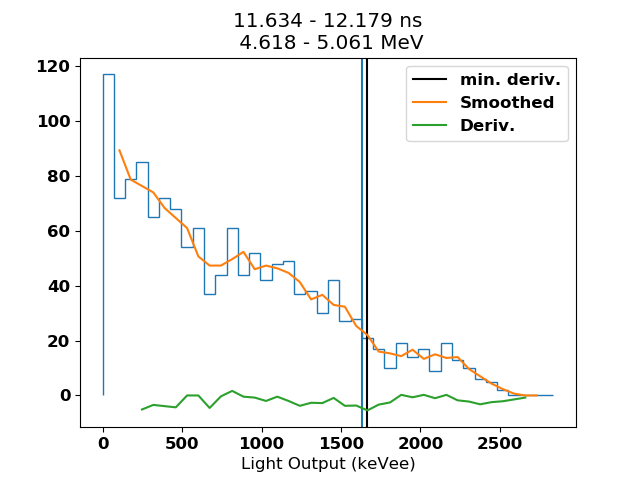 11.634 - 12.179 ns
4.618 - 5.061 MeV
120
100
80
60
40
20
0
min. deriv.
Smoothed
Deriv.
0 500 1000 1500 2000 2500
Light Output (keVee)